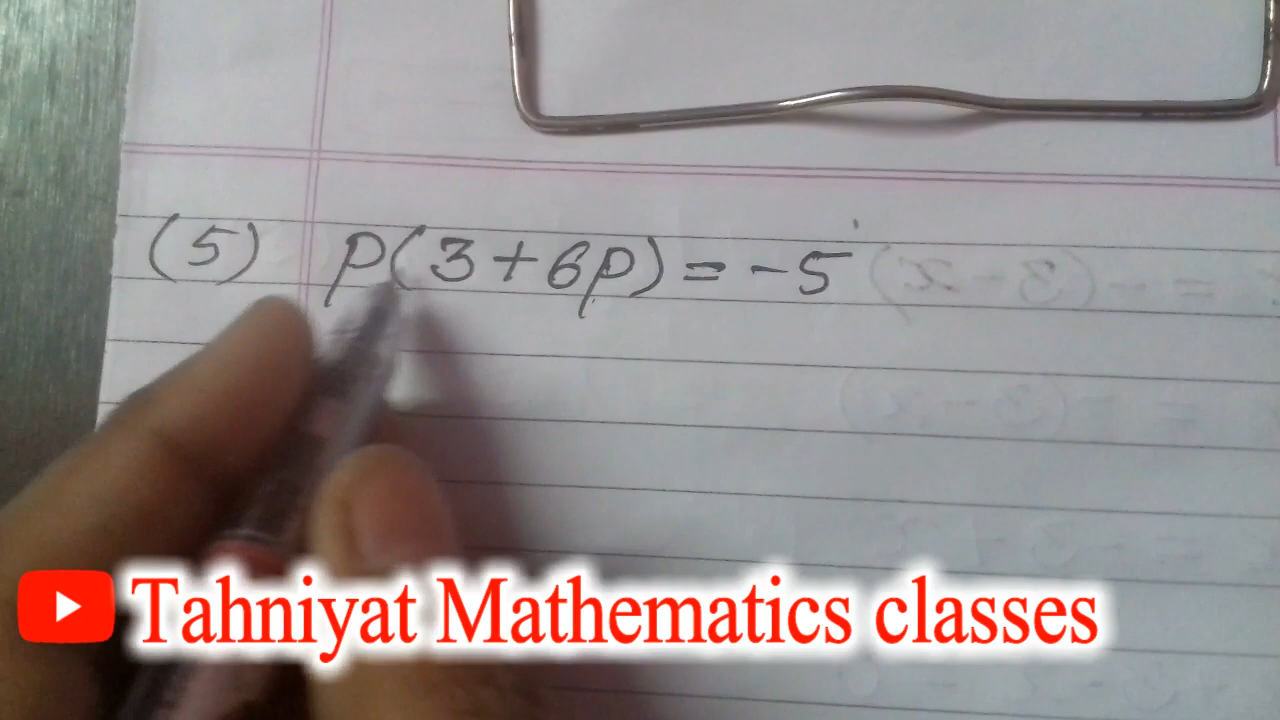 (5) p(3+6p) = -5
Tahniyat Mathematics classes